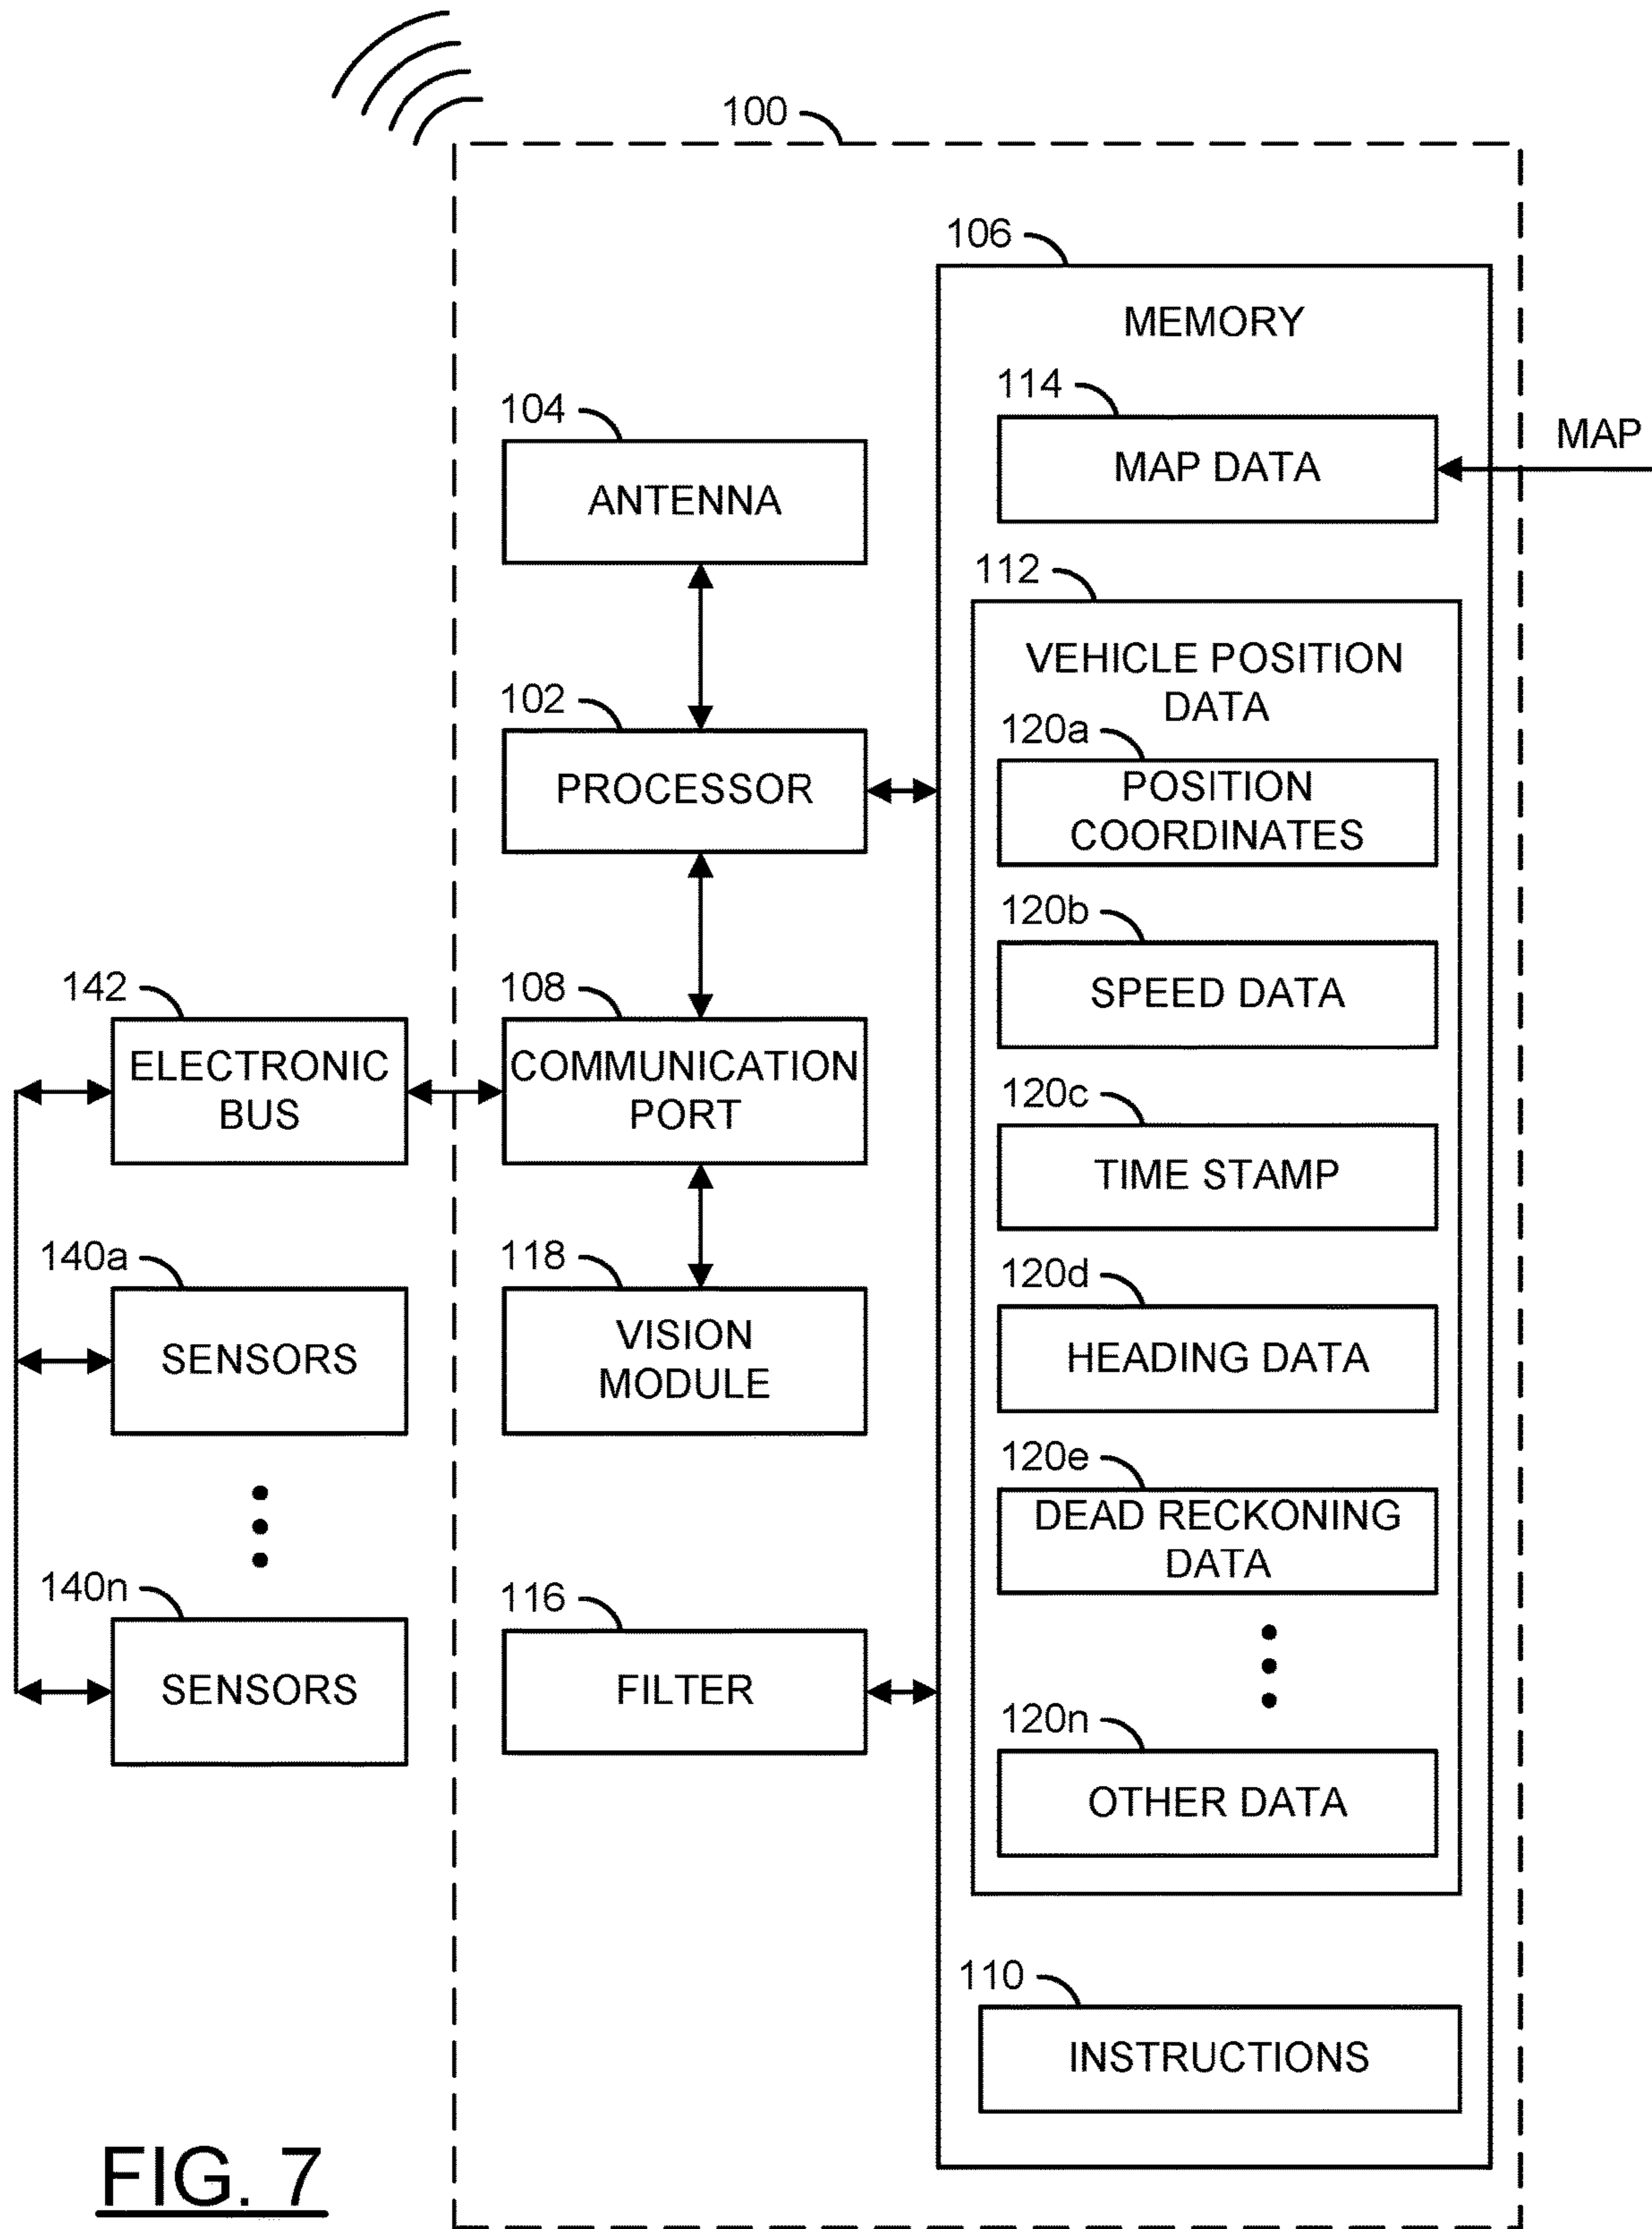 100
106
MEMORY
114
MAP DATA
MAP
104
ANTENNA
112
VEHICLE POSITION
DATA
102
PROCESSOR
120a
POSITION
COORDINATES
120b
SPEED DATA
142
ELECTRONIC
BUS
108
COMMUNICATION
PORT
120c
TIME STAMP
140a
SENSORS
118
VISION
MODULE
120d
HEADING DATA
120e
DEAD RECKONING
DATA
140n
SENSORS
116
FILTER
120n
OTHER DATA
110
INSTRUCTIONS
FIG. 7